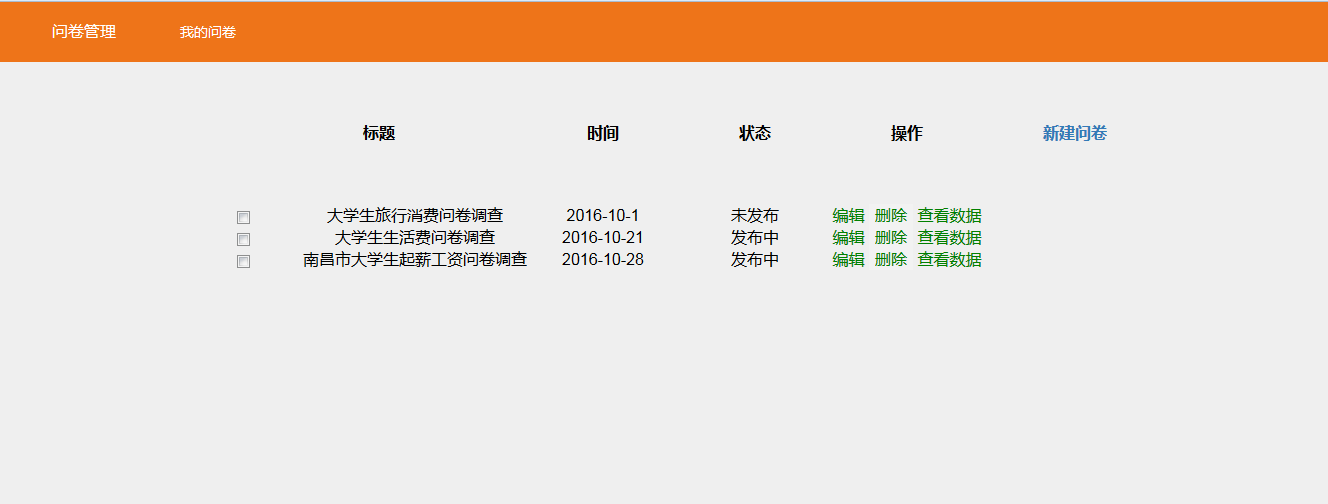 问卷管理 我的问卷
标题 时间 状态 操作 新建问卷
大学生旅行消费问卷调查 2016-10-1 未发布 编辑 删除 查看数据
大学生生活费问卷调查 2016-10-21 发布中 编辑 删除 查看数据
南昌市大学生起薪工资问卷调查 2016-10-28 发布中 编辑 删除 查看数据